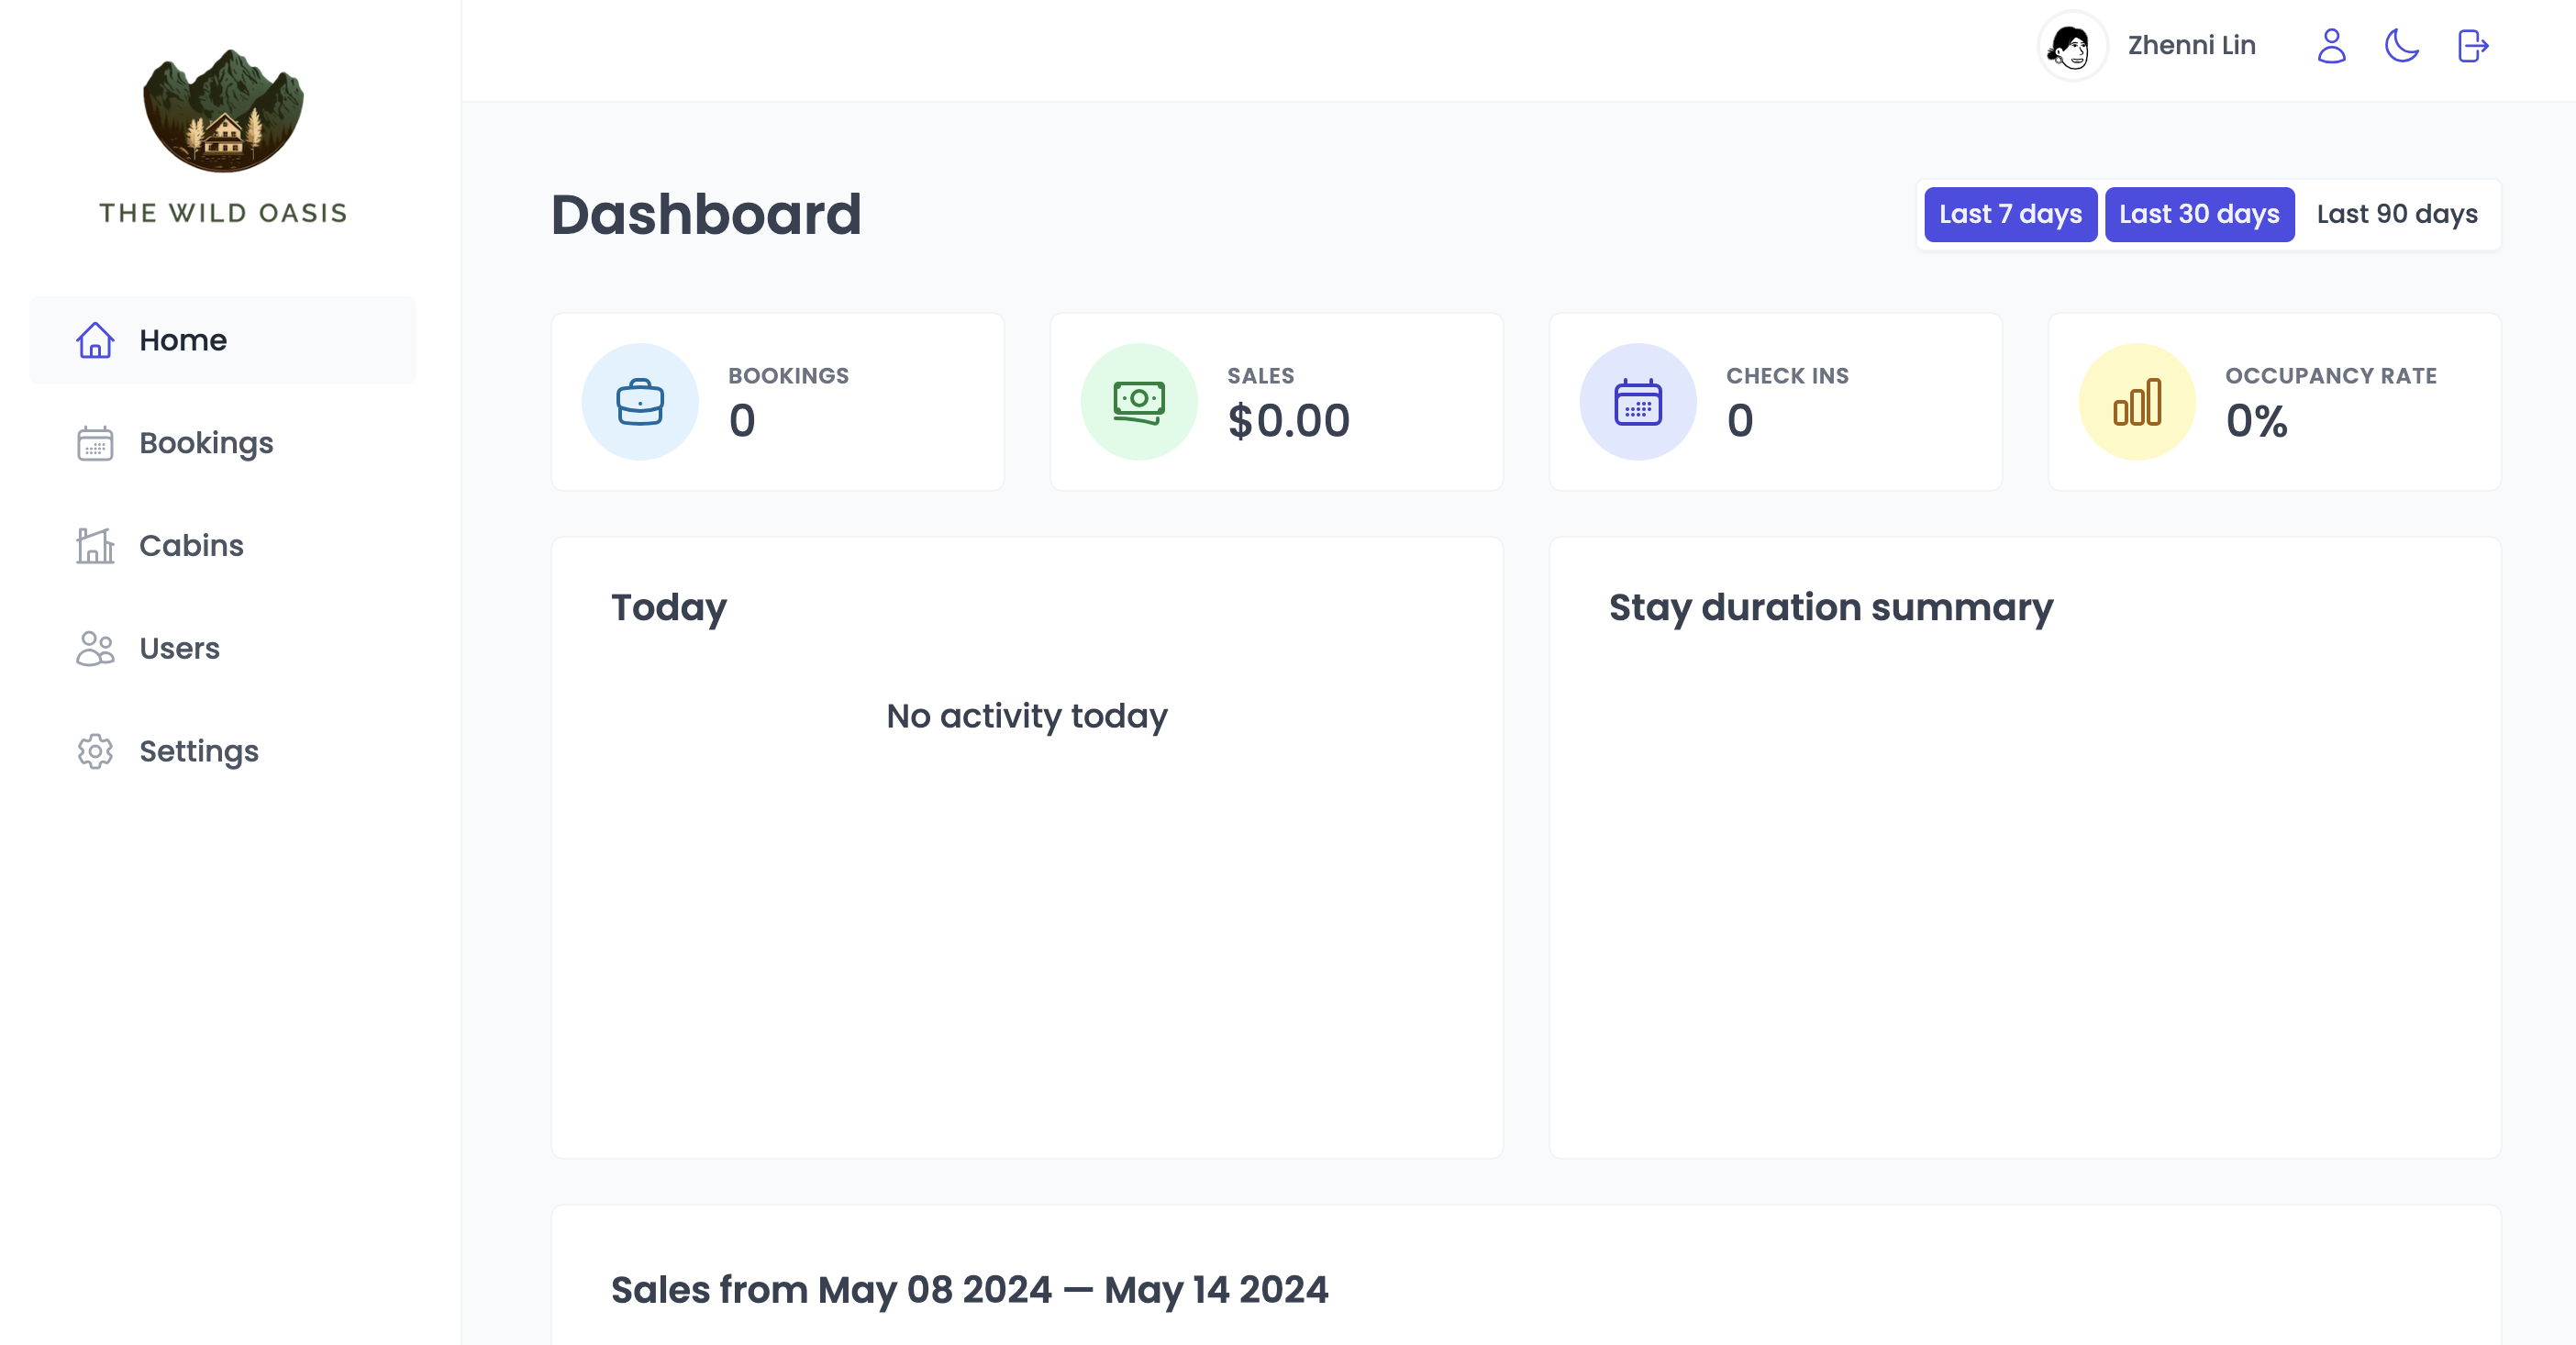 THE WILD OASIS
Home
Bookings
Cabins
Users
Settings
Zhenni Lin
Dashboard
Last 7 days Last 30 days Last 90 days
BOOKINGS
0
SALES
$0.00
CHECK INS
0
OCCUPANCY RATE
0%
Today
No activity today
Stay duration summary
Sales from May 08 2024 — May 14 2024